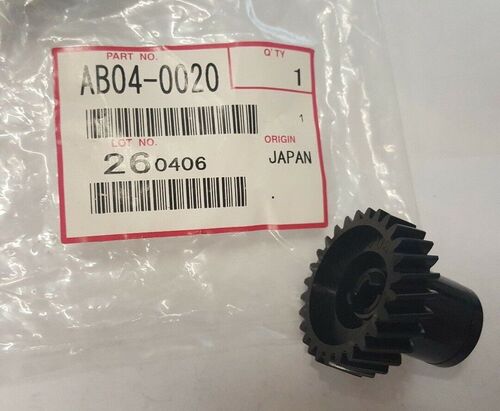 PART NO. Q'TY
AB04-0020 1
1
LOT NO. ORIGIN
260406 JAPAN